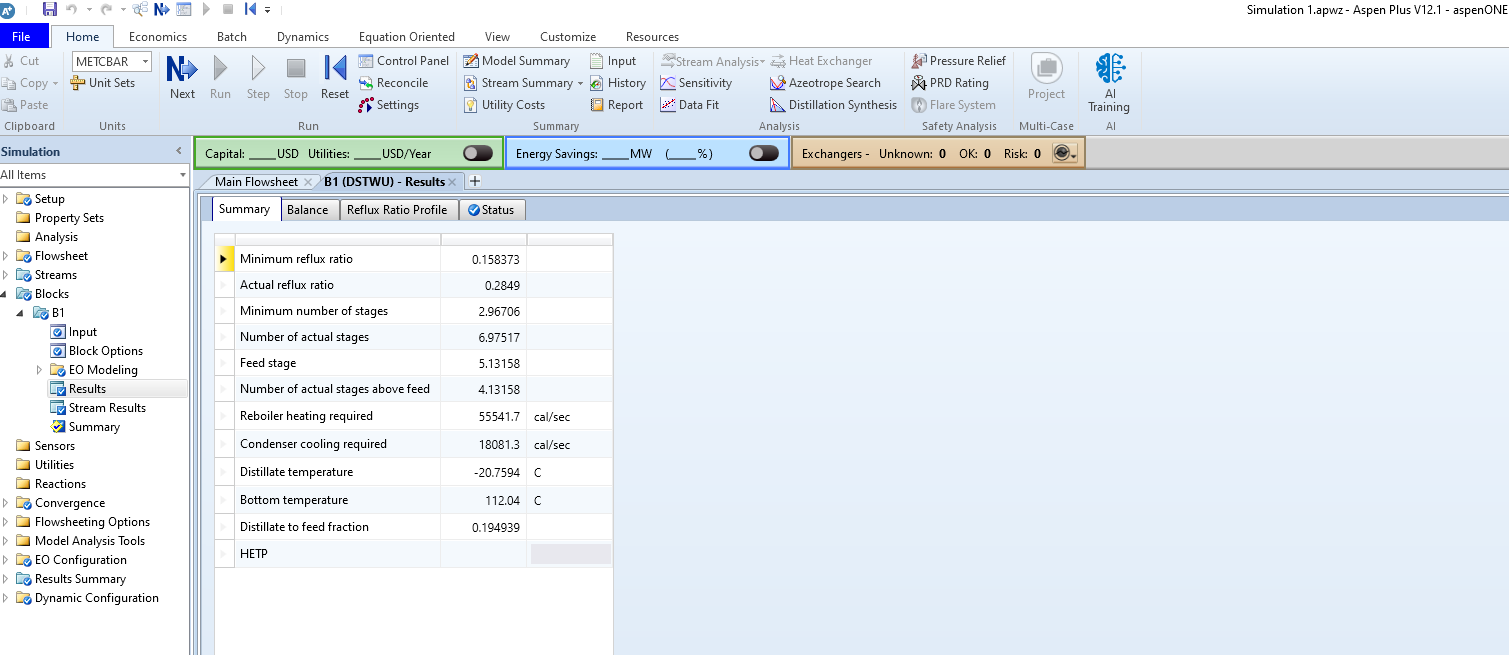 Simulation 1.apwz - Aspen Plus V12.1 - aspenONE
File Home Economics Batch Dynamics Equation Oriented View Customize Resources
Cut METCBAR Control Panel Model Summary Input Stream Analysis Heat Exchanger Pressure Relief
Copy Unit Sets Reconcile Stream Summary History Sensitivity Azeotrope Search PRD Rating
Paste Next Run Step Stop Reset Settings Utility Costs Report Data Fit Distillation Synthesis Flare System Project AI Training
Clipboard Units Run Summary Analysis Safety Analysis Multi-Case AI
Simulation
Capital: ____USD Utilities: ____USD/Year Energy Savings: ____MW (____%) Exchangers - Unknown: 0 OK: 0 Risk: 0
All Items
Main Flowsheet B1 (DSTWU) - Results
Setup
Property Sets
Analysis
Flowsheet
Streams
Blocks
B1
Input
Block Options
EO Modeling
Results
Stream Results
Summary
Sensors
Utilities
Reactions
Convergence
Flowsheeting Options
Model Analysis Tools
EO Configuration
Results Summary
Dynamic Configuration
Summary Balance Reflux Ratio Profile Status
Minimum reflux ratio 0.158373
Actual reflux ratio 0.2849
Minimum number of stages 2.96706
Number of actual stages 6.97517
Feed stage 5.13158
Number of actual stages above feed 4.13158
Reboiler heating required 55541.7 cal/sec
Condenser cooling required 18081.3 cal/sec
Distillate temperature -20.7594 C
Bottom temperature 112.04 C
Distillate to feed fraction 0.194939
HETP